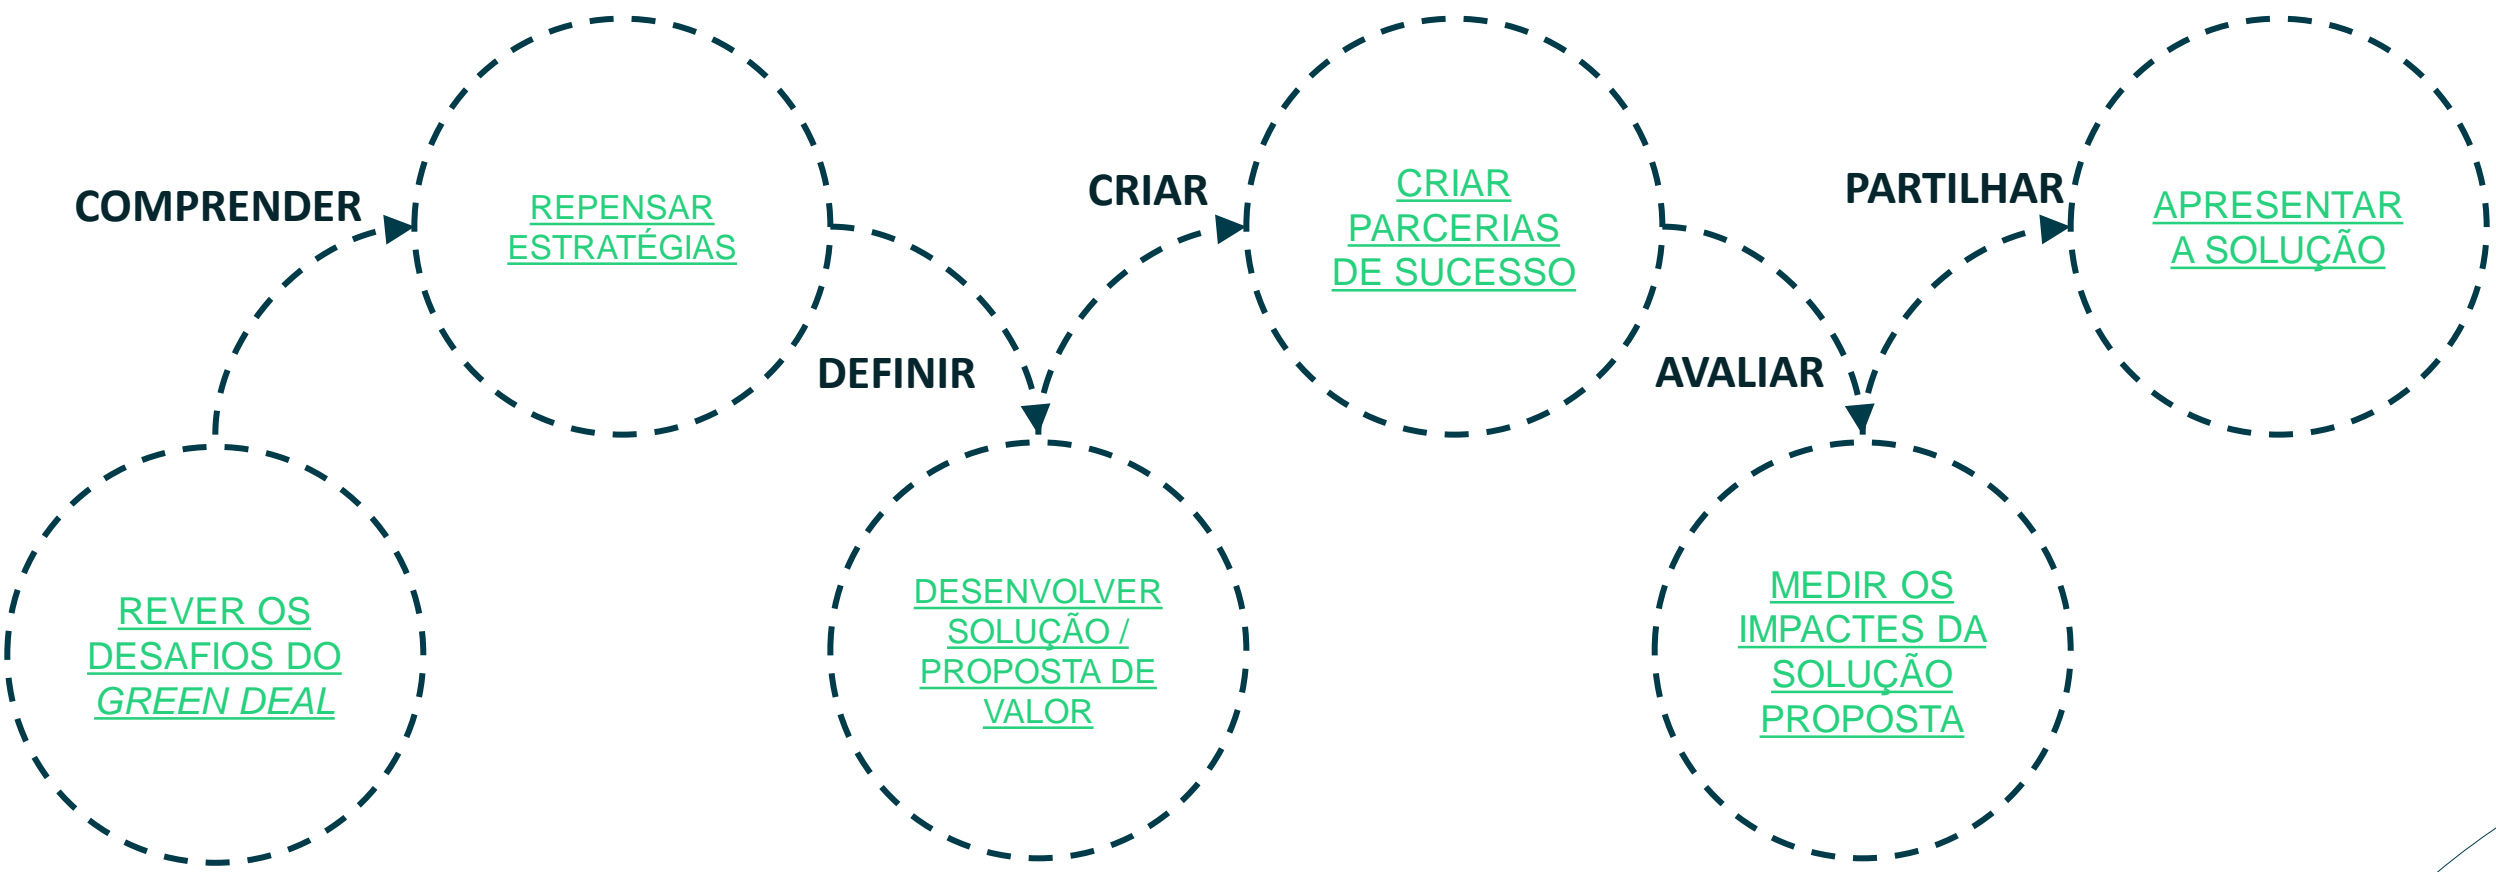 COMPRENDER
REPENSAR
ESTRATÉGIAS
CRIAR
CRIAR
PARCERIAS
DE SUCESSO
PARTILHAR
APRESENTAR
A SOLUÇÃO
DEFINIR
AVALIAR
REVER OS
DESAFIOS DO
GREEN DEAL
DESENVOLVER
SOLUÇÃO /
PROPOSTA DE
VALOR
MEDIR OS
IMPACTES DA
SOLUÇÃO
PROPOSTA